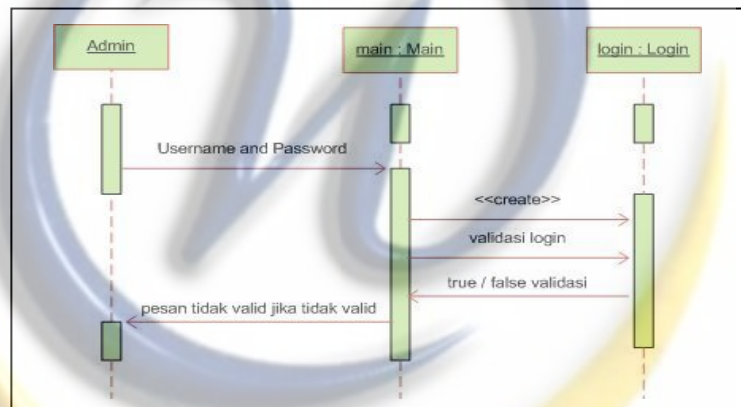 Admin
main : Main
login : Login
Username and Password
<<create>>
validasi login
true / false validasi
pesan tidak valid jika tidak valid